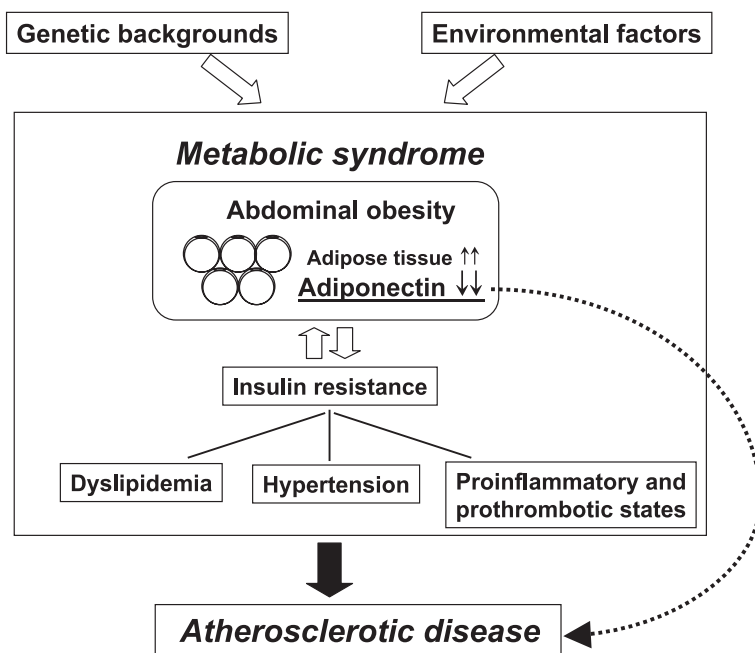 Genetic backgrounds
Environmental factors
Metabolic syndrome
Abdominal obesity
Adipose tissue ↑↑
Adiponectin ↓↓
Insulin resistance
Dyslipidemia
Hypertension
Proinflammatory and
prothrombotic states
Atherosclerotic disease